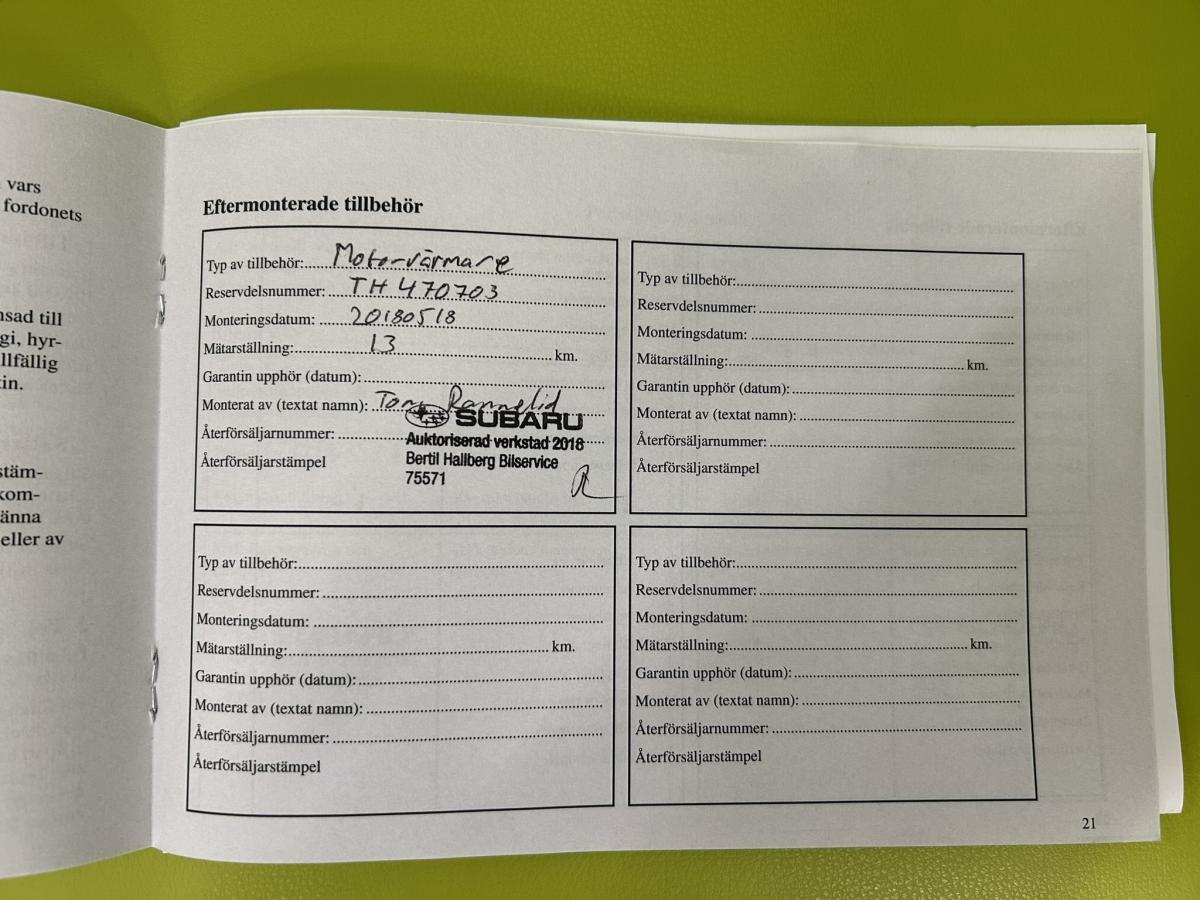 vars
fordonets
nsad till
gi, hyr-
llfällig
tin.
stäm-
kom-
änna
eller av
Eftermonterade tillbehör
Typ av tillbehör: Motorvärmare
Reservdelsnummer: TH 470703
Monteringsdatum: 20180518
Mätarställning: 13 km.
Garantin upphör (datum):
Monterat av (textat namn): Tom Rannelid
SUBARU
Återförsäljarnummer:
Auktoriserad verkstad 2018
Återförsäljarstämpel
Bertil Hallberg Bilservice
75571
Typ av tillbehör:
Reservdelsnummer:
Monteringsdatum:
Mätarställning: km.
Garantin upphör (datum):
Monterat av (textat namn):
Återförsäljarnummer:
Återförsäljarstämpel
Typ av tillbehör:
Reservdelsnummer:
Monteringsdatum:
Mätarställning: km.
Garantin upphör (datum):
Monterat av (textat namn):
Återförsäljarnummer:
Återförsäljarstämpel
Typ av tillbehör:
Reservdelsnummer:
Monteringsdatum:
Mätarställning: km.
Garantin upphör (datum):
Monterat av (textat namn):
Återförsäljarnummer:
Återförsäljarstämpel
21